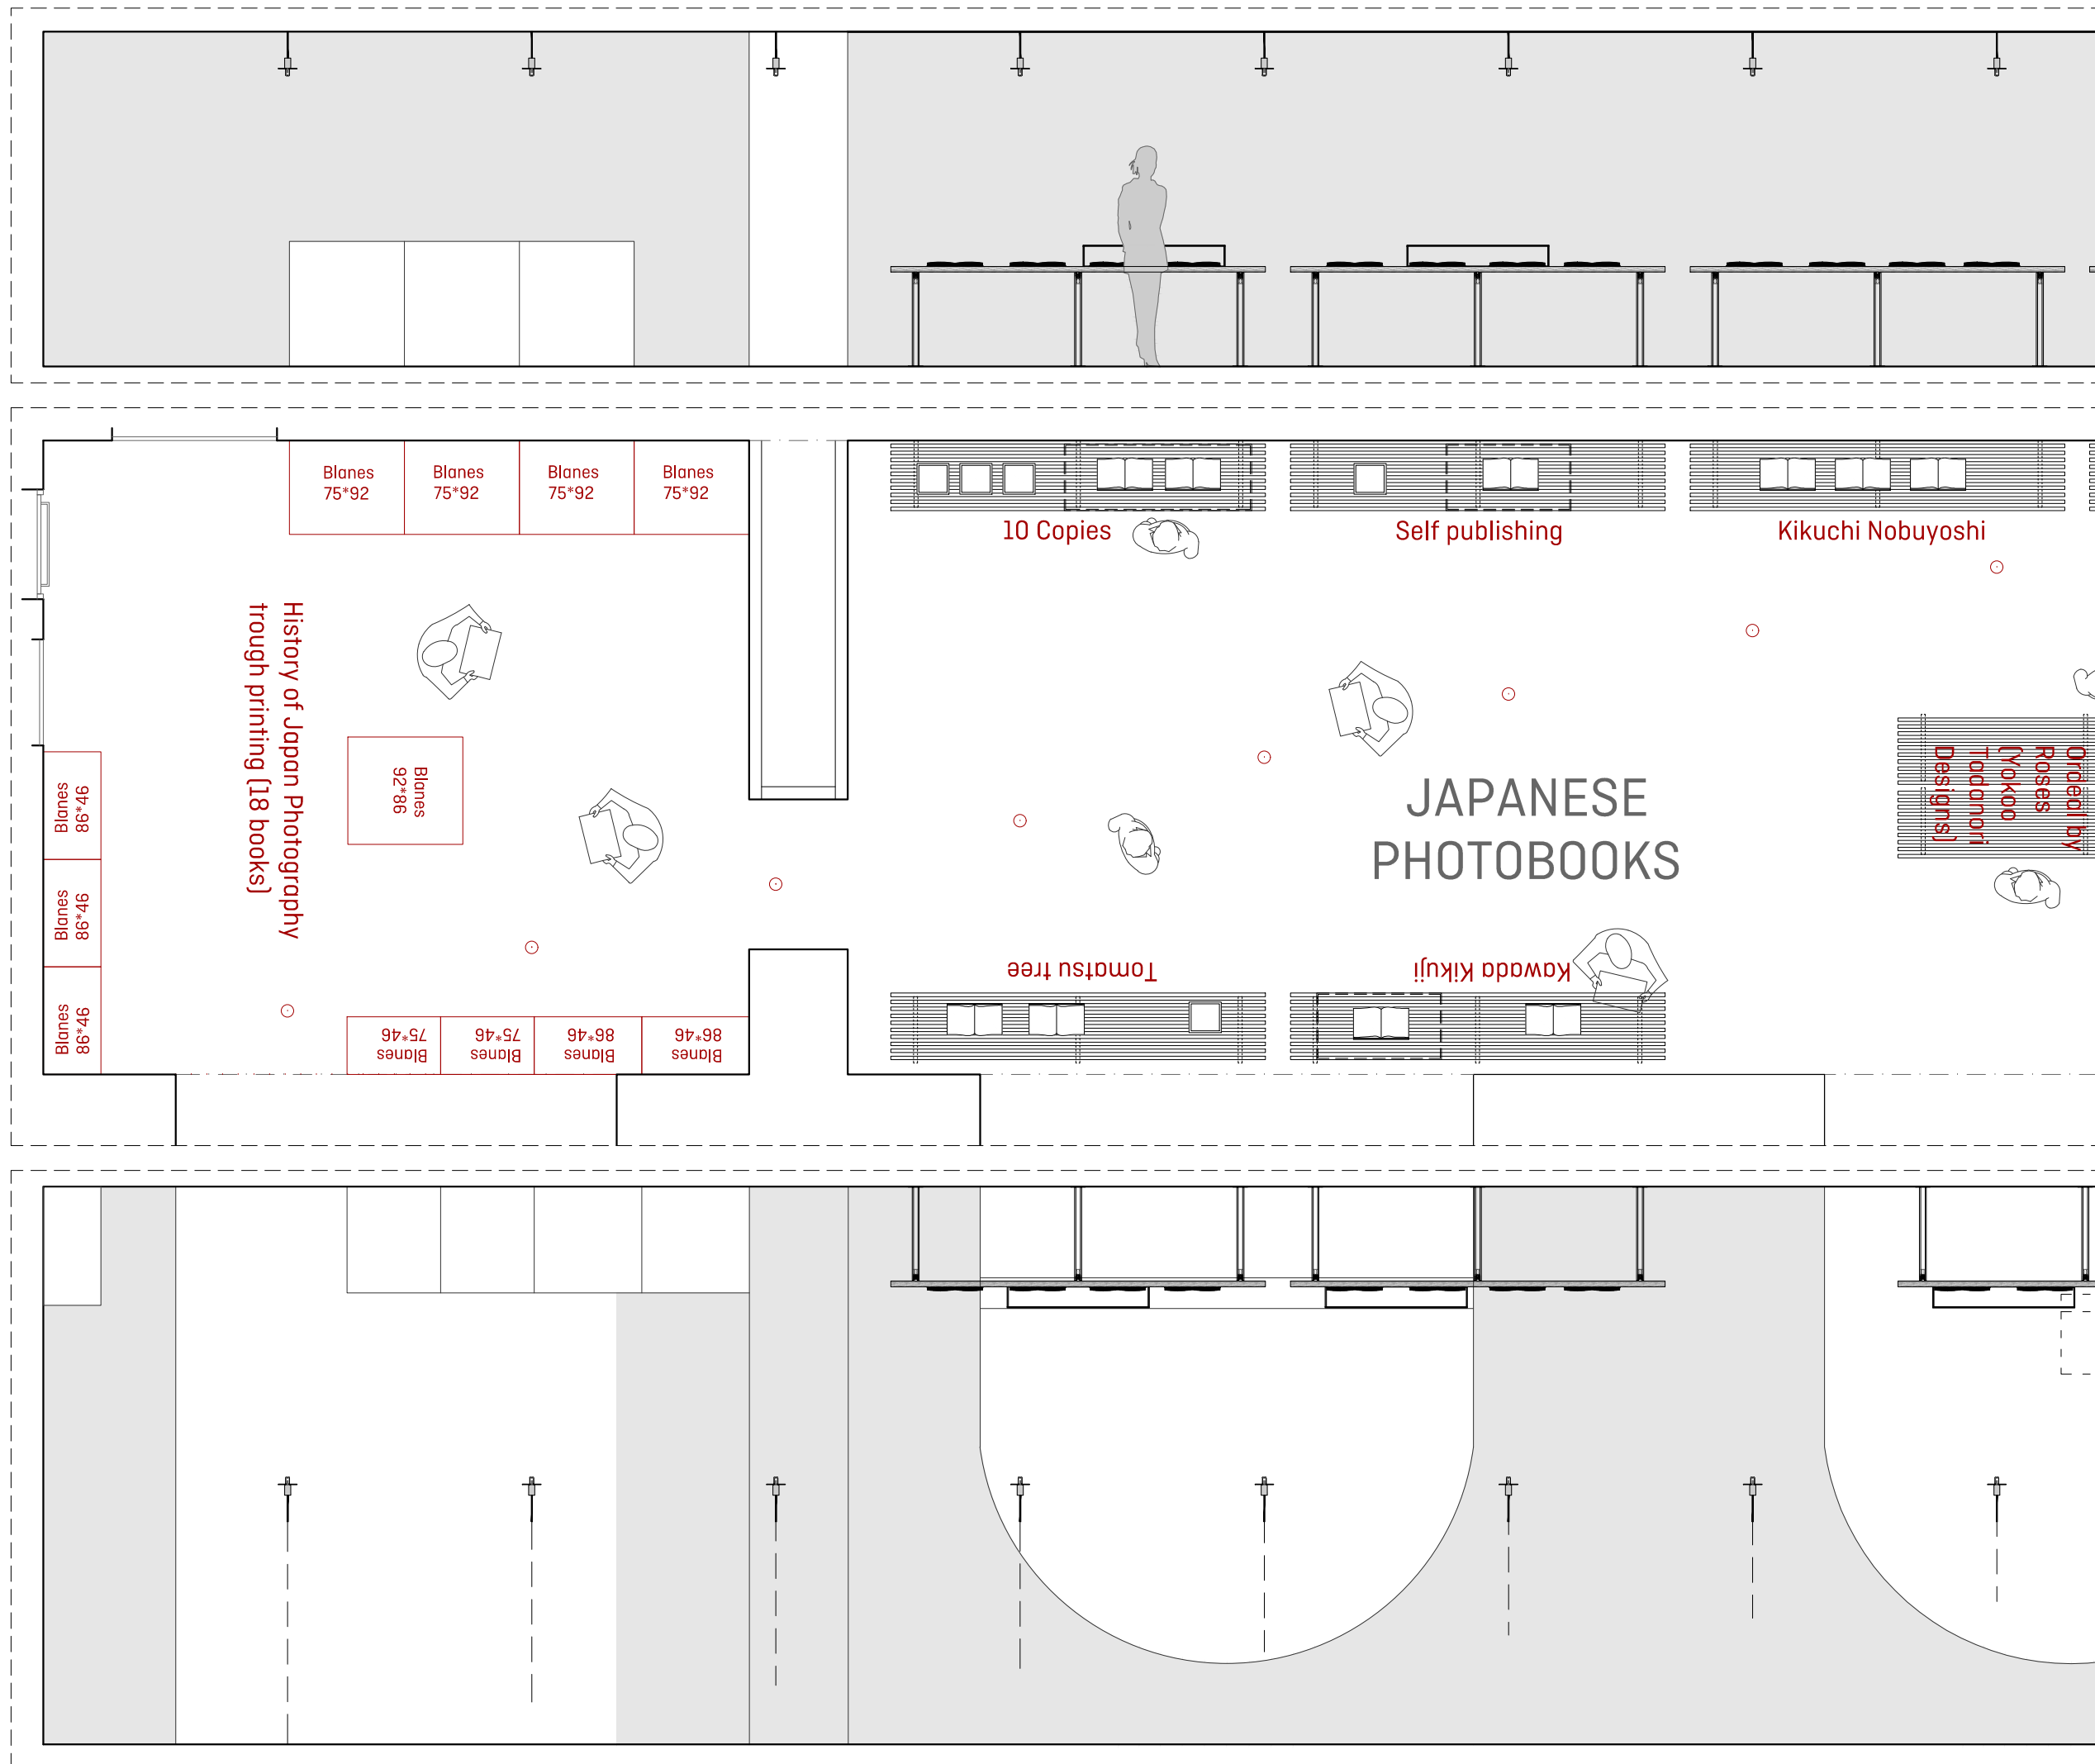 Blanes
75*92
Blanes
75*92
Blanes
75*92
Blanes
75*92
10 Copies
Self publishing
Kikuchi Nobuyoshi
History of Japan Photography
trough printing (18 books)
Blanes
92*86
Blanes
86*46
Blanes
86*46
Blanes
86*46
JAPANESE
PHOTOBOOKS
Ordeal by
Roses
(Yokoo
Tadanori
Designs)
Tomatsu tree
Kawada Kikuji
Blanes
75*46
Blanes
75*46
Blanes
86*46
Blanes
86*46